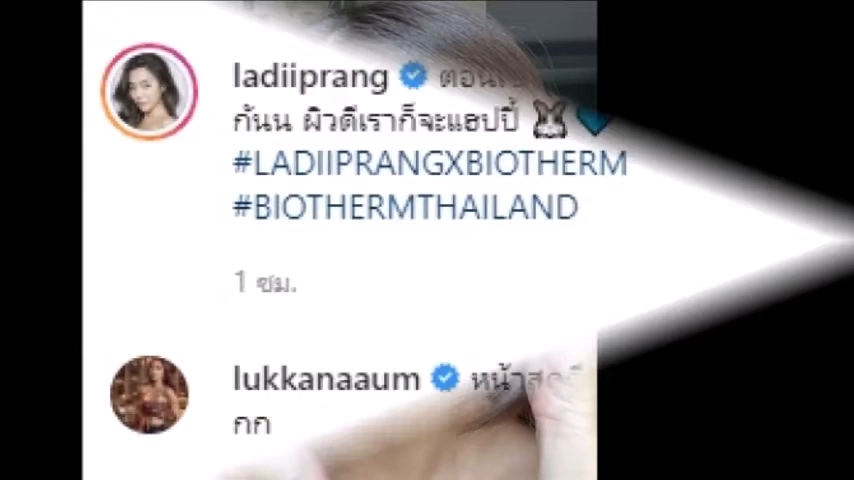 ladiiprang
กันน ผิวดีเราก็จะแฮปปี้
#LADIIPRANGXBIOTHERM
#BIOTHERMTHAILAND
1 ชม.
lukkanaaum
กก